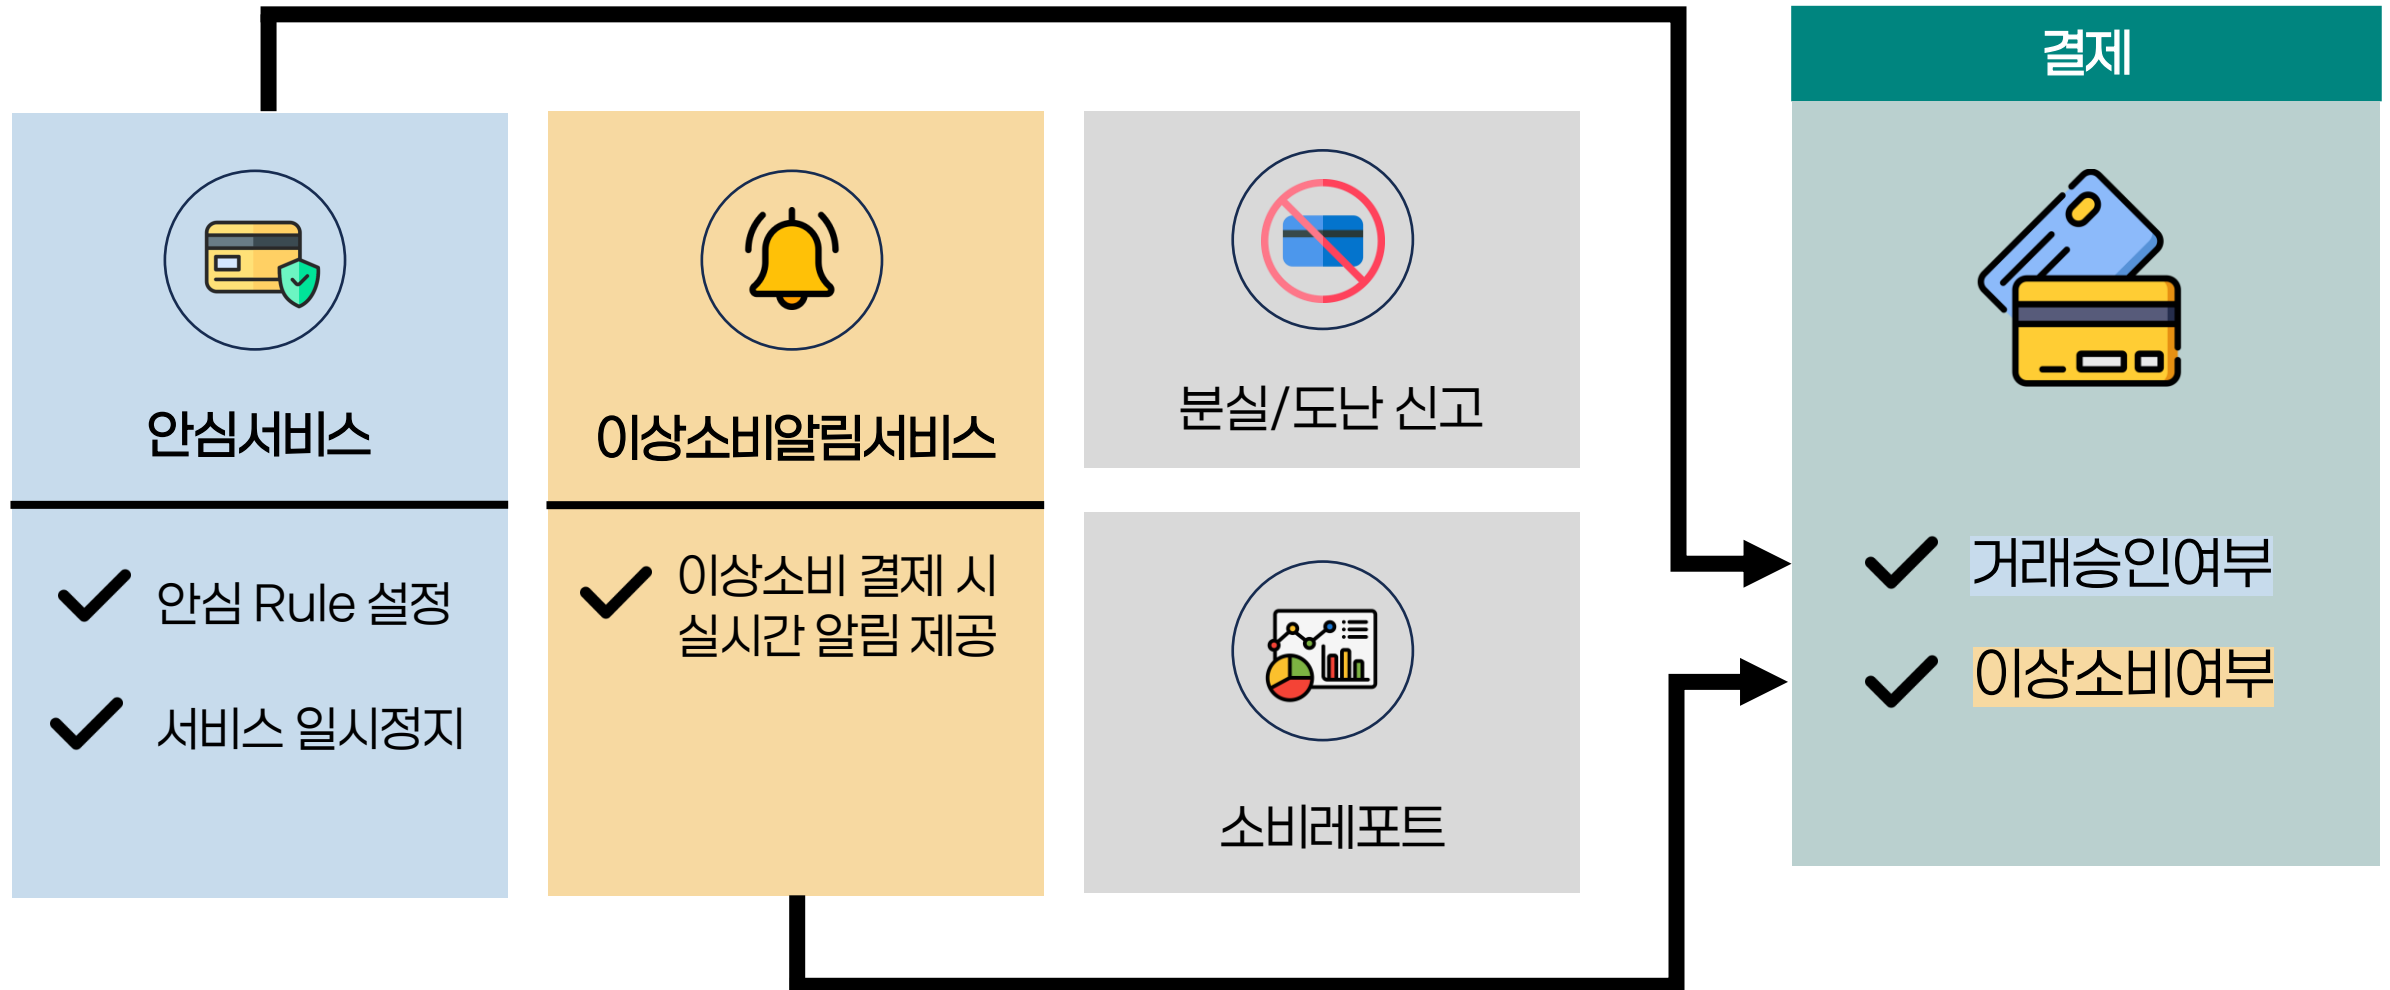 안심서비스
안심 Rule 설정
서비스 일시정지
이상소비알림서비스
이상소비 결제 시
실시간 알림 제공
분실/도난 신고
소비레포트
결제
거래승인여부
이상소비여부